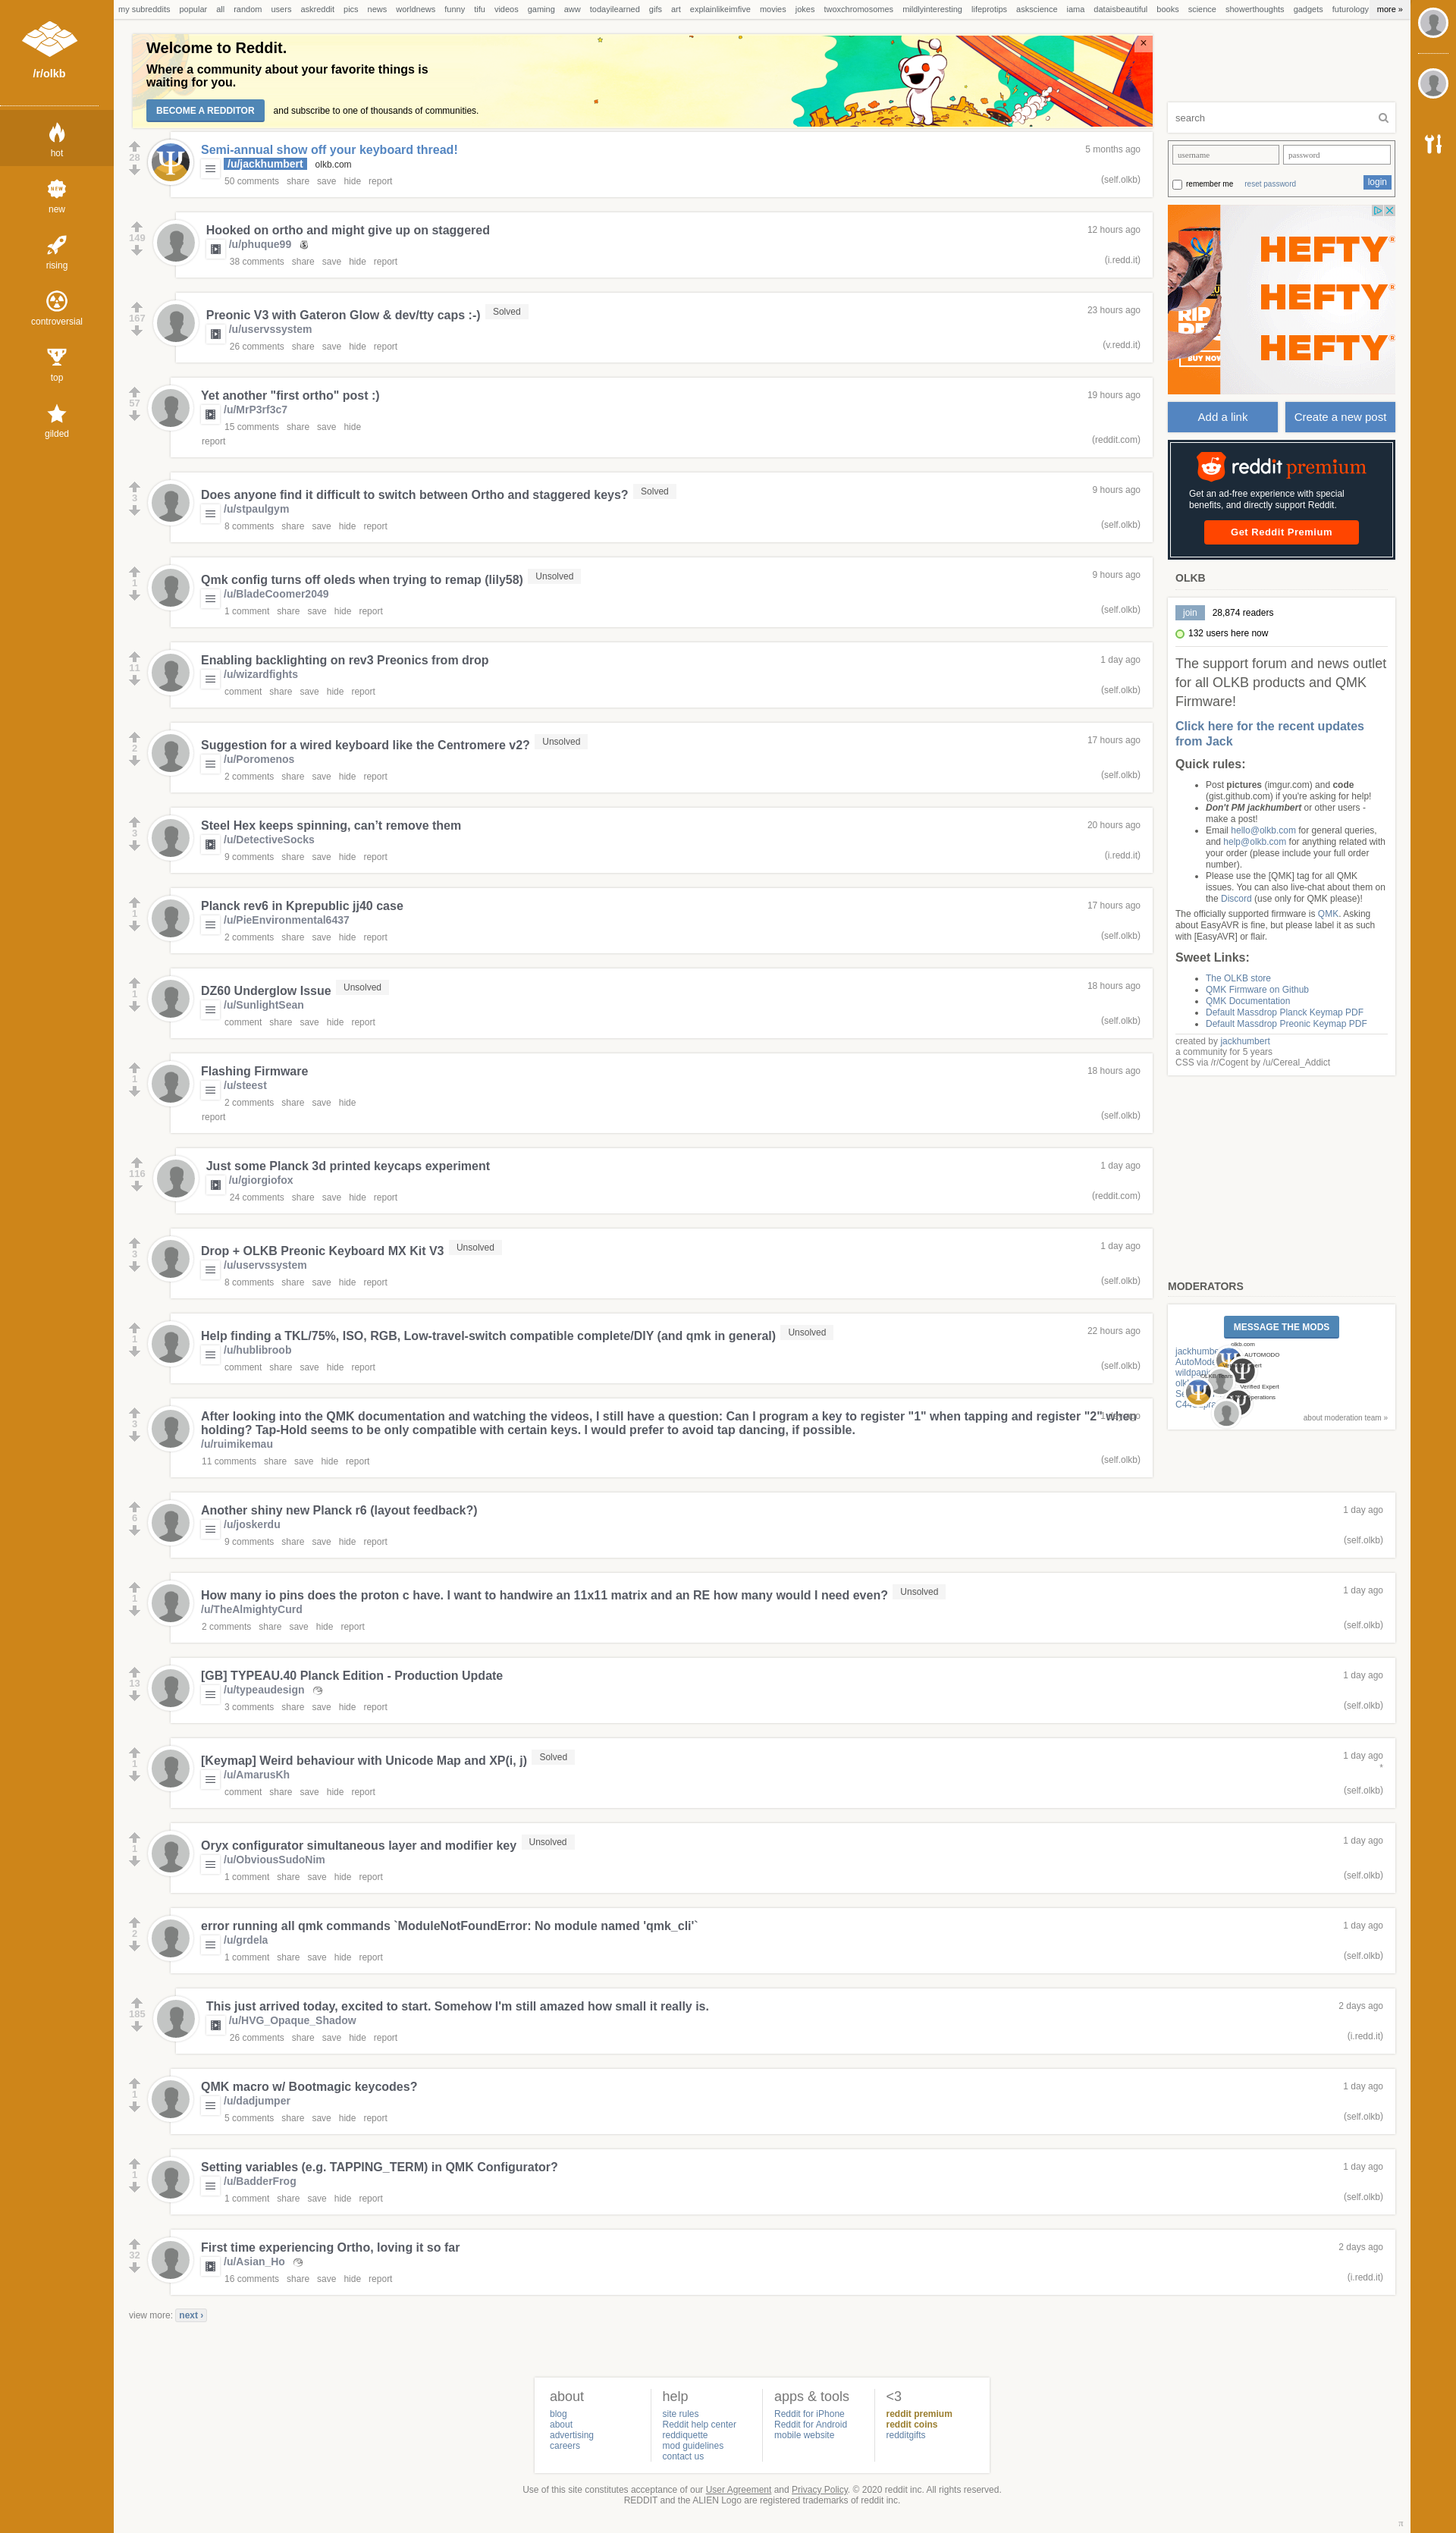 my subreddits popular all random users askreddit pics news worldnews funny tifu videos gaming aww todayilearned gifs art explainlikeimfive movies jokes twoxchromosomes mildlyinteresting lifeprotips askscience iama dataisbeautiful books science showerthoughts gadgets futurology more »
/r/olkb
hot
NEW
new
rising
controversial
top
gilded
Welcome to Reddit.
Where a community about your favorite things is
waiting for you.
BECOME A REDDITOR and subscribe to one of thousands of communities.
×
28
Semi-annual show off your keyboard thread!
5 months ago
/u/jackhumbert olkb.com
50 comments share save hide report
(self.olkb)
149
Hooked on ortho and might give up on staggered
12 hours ago
/u/phuque99
38 comments share save hide report
(i.redd.it)
167
Preonic V3 with Gateron Glow & dev/tty caps :-) Solved
23 hours ago
/u/uservssystem
26 comments share save hide report
(v.redd.it)
57
Yet another "first ortho" post :)
19 hours ago
/u/MrP3rf3c7
15 comments share save hide
report
(reddit.com)
3
Does anyone find it difficult to switch between Ortho and staggered keys? Solved
9 hours ago
/u/stpaulgym
8 comments share save hide report
(self.olkb)
1
Qmk config turns off oleds when trying to remap (lily58) Unsolved
9 hours ago
/u/BladeCoomer2049
1 comment share save hide report
(self.olkb)
11
Enabling backlighting on rev3 Preonics from drop
1 day ago
/u/wizardfights
comment share save hide report
(self.olkb)
2
Suggestion for a wired keyboard like the Centromere v2? Unsolved
17 hours ago
/u/Poromenos
2 comments share save hide report
(self.olkb)
3
Steel Hex keeps spinning, can’t remove them
20 hours ago
/u/DetectiveSocks
9 comments share save hide report
(i.redd.it)
1
Planck rev6 in Kprepublic jj40 case
17 hours ago
/u/PieEnvironmental6437
2 comments share save hide report
(self.olkb)
1
DZ60 Underglow Issue Unsolved
18 hours ago
/u/SunlightSean
comment share save hide report
(self.olkb)
1
Flashing Firmware
18 hours ago
/u/steest
2 comments share save hide
report
(self.olkb)
116
Just some Planck 3d printed keycaps experiment
1 day ago
/u/giorgiofox
24 comments share save hide report
(reddit.com)
3
Drop + OLKB Preonic Keyboard MX Kit V3 Unsolved
1 day ago
/u/uservssystem
8 comments share save hide report
(self.olkb)
1
Help finding a TKL/75%, ISO, RGB, Low-travel-switch compatible complete/DIY (and qmk in general) Unsolved
22 hours ago
/u/hublibroob
comment share save hide report
(self.olkb)
3
After looking into the QMK documentation and watching the videos, I still have a question: Can I program a key to register "1" when tapping and register "2" when
holding? Tap-Hold seems to be only compatible with certain keys. I would prefer to avoid tap dancing, if possible.
/u/ruimikemau
11 comments share save hide report
(self.olkb)
6
Another shiny new Planck r6 (layout feedback?)
1 day ago
/u/joskerdu
9 comments share save hide report
(self.olkb)
1
How many io pins does the proton c have. I want to handwire an 11x11 matrix and an RE how many would I need even? Unsolved
1 day ago
/u/TheAlmightyCurd
2 comments share save hide report
(self.olkb)
13
[GB] TYPEAU.40 Planck Edition - Production Update
1 day ago
/u/typeaudesign
3 comments share save hide report
(self.olkb)
1
[Keymap] Weird behaviour with Unicode Map and XP(i, j) Solved
1 day ago
*
/u/AmarusKh
comment share save hide report
(self.olkb)
1
Oryx configurator simultaneous layer and modifier key Unsolved
1 day ago
/u/ObviousSudoNim
1 comment share save hide report
(self.olkb)
2
error running all qmk commands `ModuleNotFoundError: No module named 'qmk_cli'`
1 day ago
/u/grdela
1 comment share save hide report
(self.olkb)
185
This just arrived today, excited to start. Somehow I'm still amazed how small it really is.
2 days ago
/u/HVG_Opaque_Shadow
26 comments share save hide report
(i.redd.it)
1
QMK macro w/ Bootmagic keycodes?
1 day ago
/u/dadjumper
5 comments share save hide report
(self.olkb)
1
Setting variables (e.g. TAPPING_TERM) in QMK Configurator?
1 day ago
/u/BadderFrog
1 comment share save hide report
(self.olkb)
32
First time experiencing Ortho, loving it so far
2 days ago
/u/Asian_Ho
16 comments share save hide report
(i.redd.it)
view more: next ›
search
username password
remember me reset password login
HEFTY®
HEFTY®
HEFTY®
RIP
BUY NOW
Add a link Create a new post
reddit premium
Get an ad-free experience with special
benefits, and directly support Reddit.
Get Reddit Premium
OLKB
join 28,874 readers
132 users here now
The support forum and news outlet
for all OLKB products and QMK
Firmware!
Click here for the recent updates
from Jack
Quick rules:
Post pictures (imgur.com) and code
(gist.github.com) if you're asking for help!
Don't PM jackhumbert or other users -
make a post!
Email hello@olkb.com for general queries,
and help@olkb.com for anything related with
your order (please include your full order
number).
Please use the [QMK] tag for all QMK
issues. You can also live-chat about them on
the Discord (use only for QMK please)!
The officially supported firmware is QMK. Asking
about EasyAVR is fine, but please label it as such
with [EasyAVR] or flair.
Sweet Links:
The OLKB store
QMK Firmware on Github
QMK Documentation
Default Massdrop Planck Keymap PDF
Default Massdrop Preonic Keymap PDF
created by jackhumbert
a community for 5 years
CSS via /r/Cogent by /u/Cereal_Addict
MODERATORS
MESSAGE THE MODS
olkb.com
AUTOMODO
OLKB Team
Verified Expert
about moderation team »
about
blog
about
advertising
careers
help
site rules
Reddit help center
reddiquette
mod guidelines
contact us
apps & tools
Reddit for iPhone
Reddit for Android
mobile website
<3
reddit premium
reddit coins
redditgifts
Use of this site constitutes acceptance of our User Agreement and Privacy Policy. © 2020 reddit inc. All rights reserved.
REDDIT and the ALIEN Logo are registered trademarks of reddit inc.
π